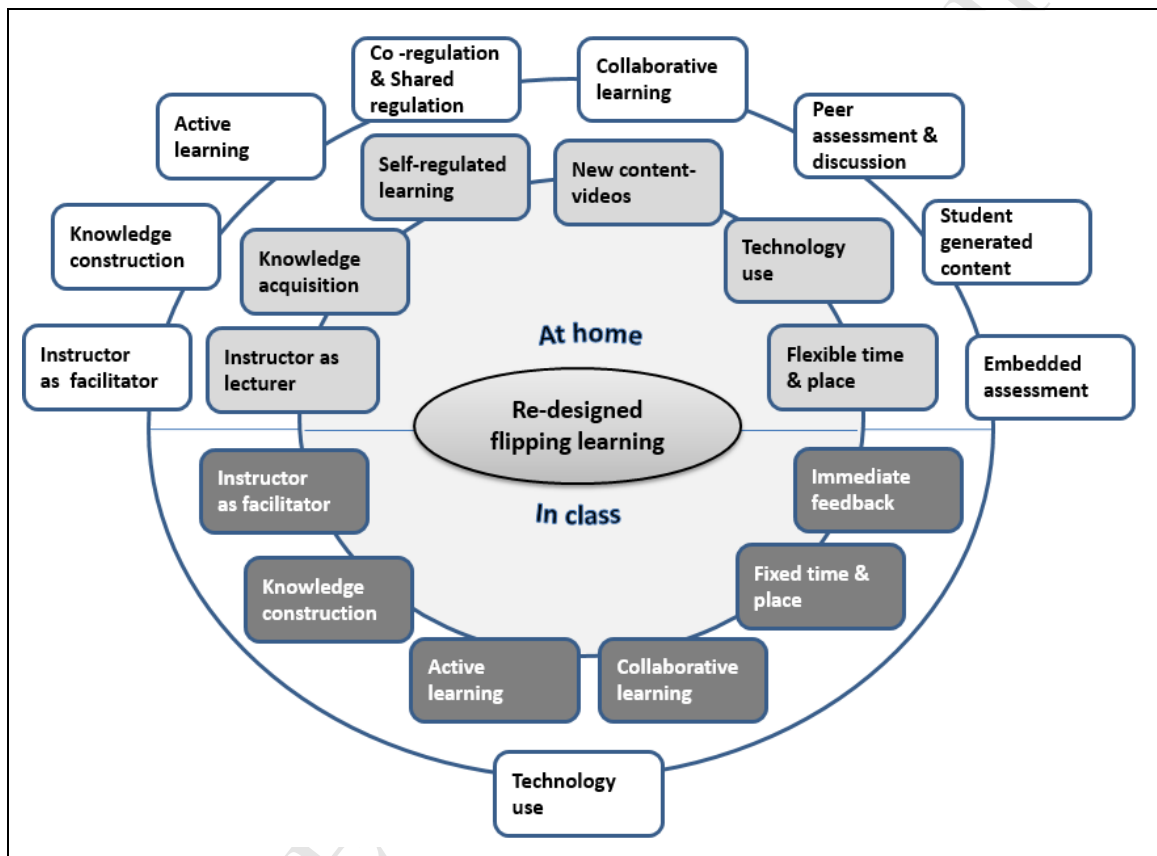 Co -regulation
& Shared
regulation
Collaborative
learning
Active
learning
Peer
assessment &
discussion
Self-regulated
learning
New content-
videos
Knowledge
construction
Student
generated
content
Knowledge
acquisition
Technology
use
Instructor
as facilitator
Instructor as
lecturer
At home
Flexible time
& place
Embedded
assessment
Re-designed
flipping learning
Instructor
as facilitator
In class
Immediate
feedback
Knowledge
construction
Fixed time &
place
Active
learning
Collaborative
learning
Technology
use